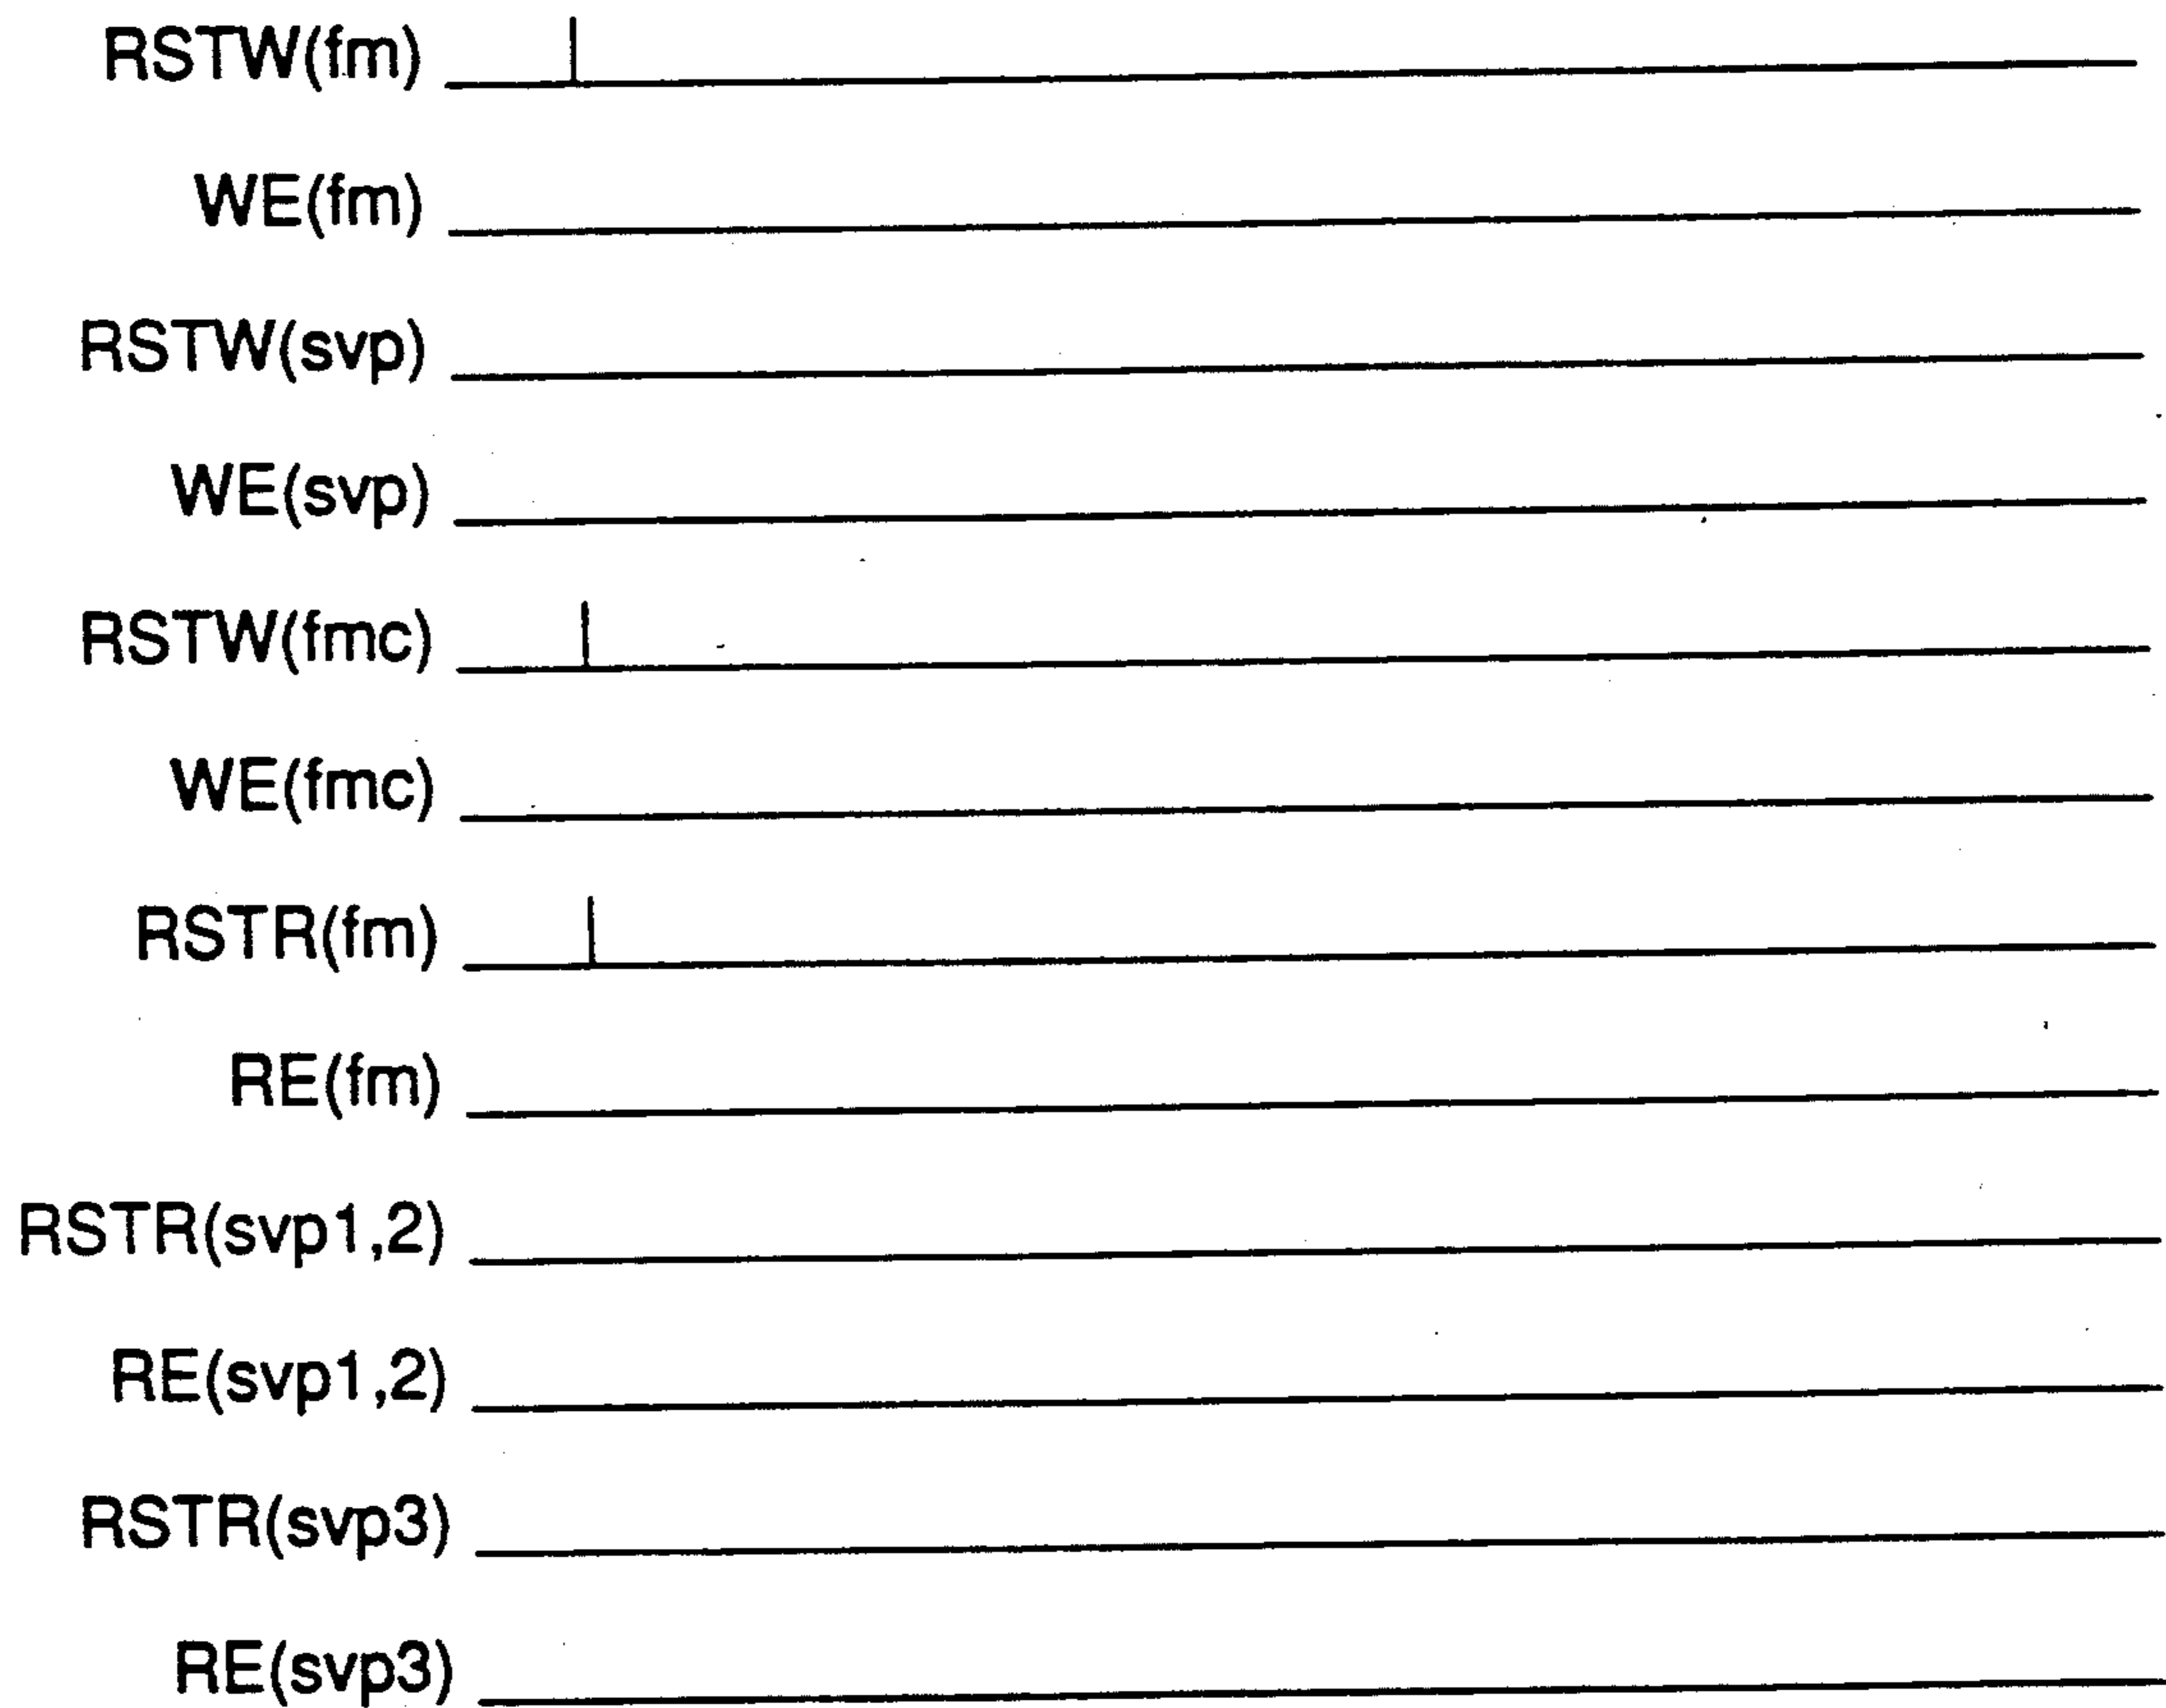 RSTW(fm)
WE(fm)
RSTW(svp)
WE(svp)
RSTW(fmc)
WE(fmc)
RSTR(fm)
RE(fm)
RSTR(svp1,2)
RE(svp1,2)
RSTR(svp3)
RE(svp3)